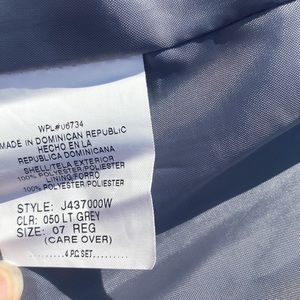 WPL#06734
MADE IN DOMINICAN REPUBLIC
HECHO EN LA
REPUBLICA DOMINICANA
SHELL/TELA EXTERIOR
100% POLYESTER/POLIESTER
LINING/FORRO
100% POLYESTER/POLIESTER
STYLE: J437000W
CLR: 050 LT.GREY
SIZE: 07 REG
(CARE OVER)
4 PC.SET